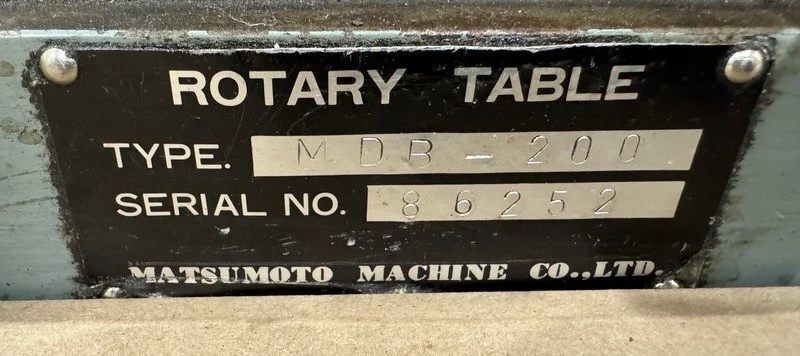 ROTARY TABLE
TYPE. MDB-200
SERIAL NO. 86252
MATSUMOTO MACHINE CO.,LTD.